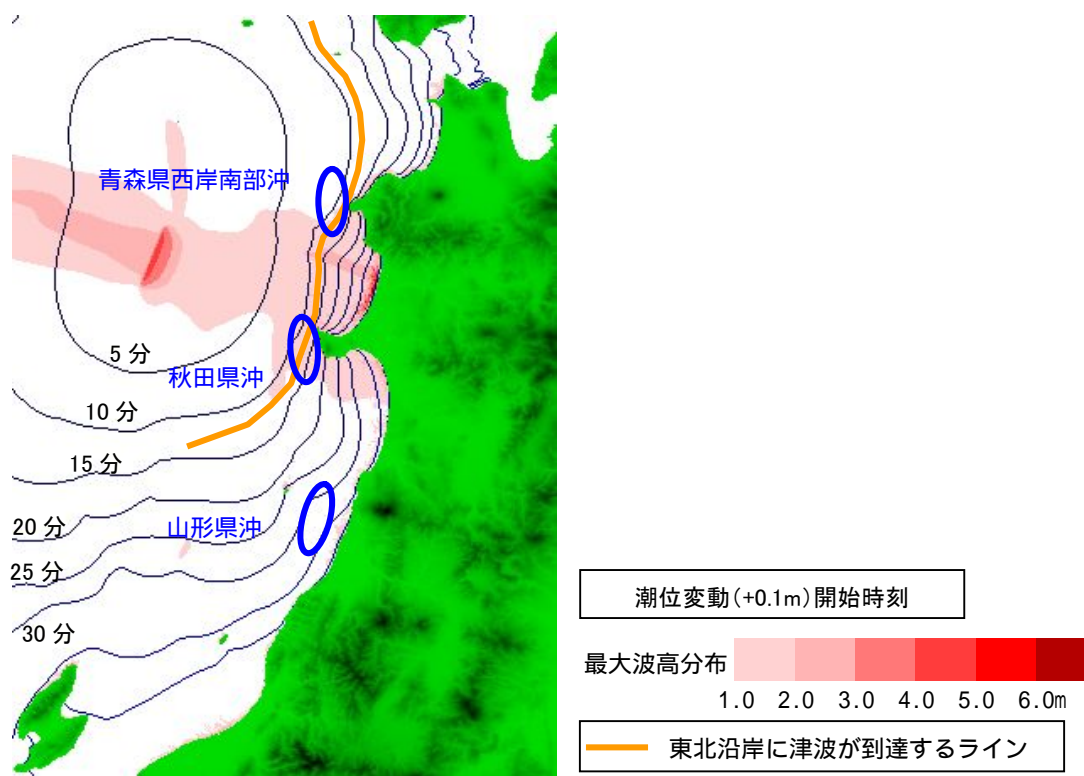 青森県西岸南部沖
5 分
秋田県沖
10 分
15 分
20 分
山形県沖
25 分
30 分
潮位変動(+0.1m)開始時刻
最大波高分布
1.0 2.0 3.0 4.0 5.0 6.0m
東北沿岸に津波が到達するライン